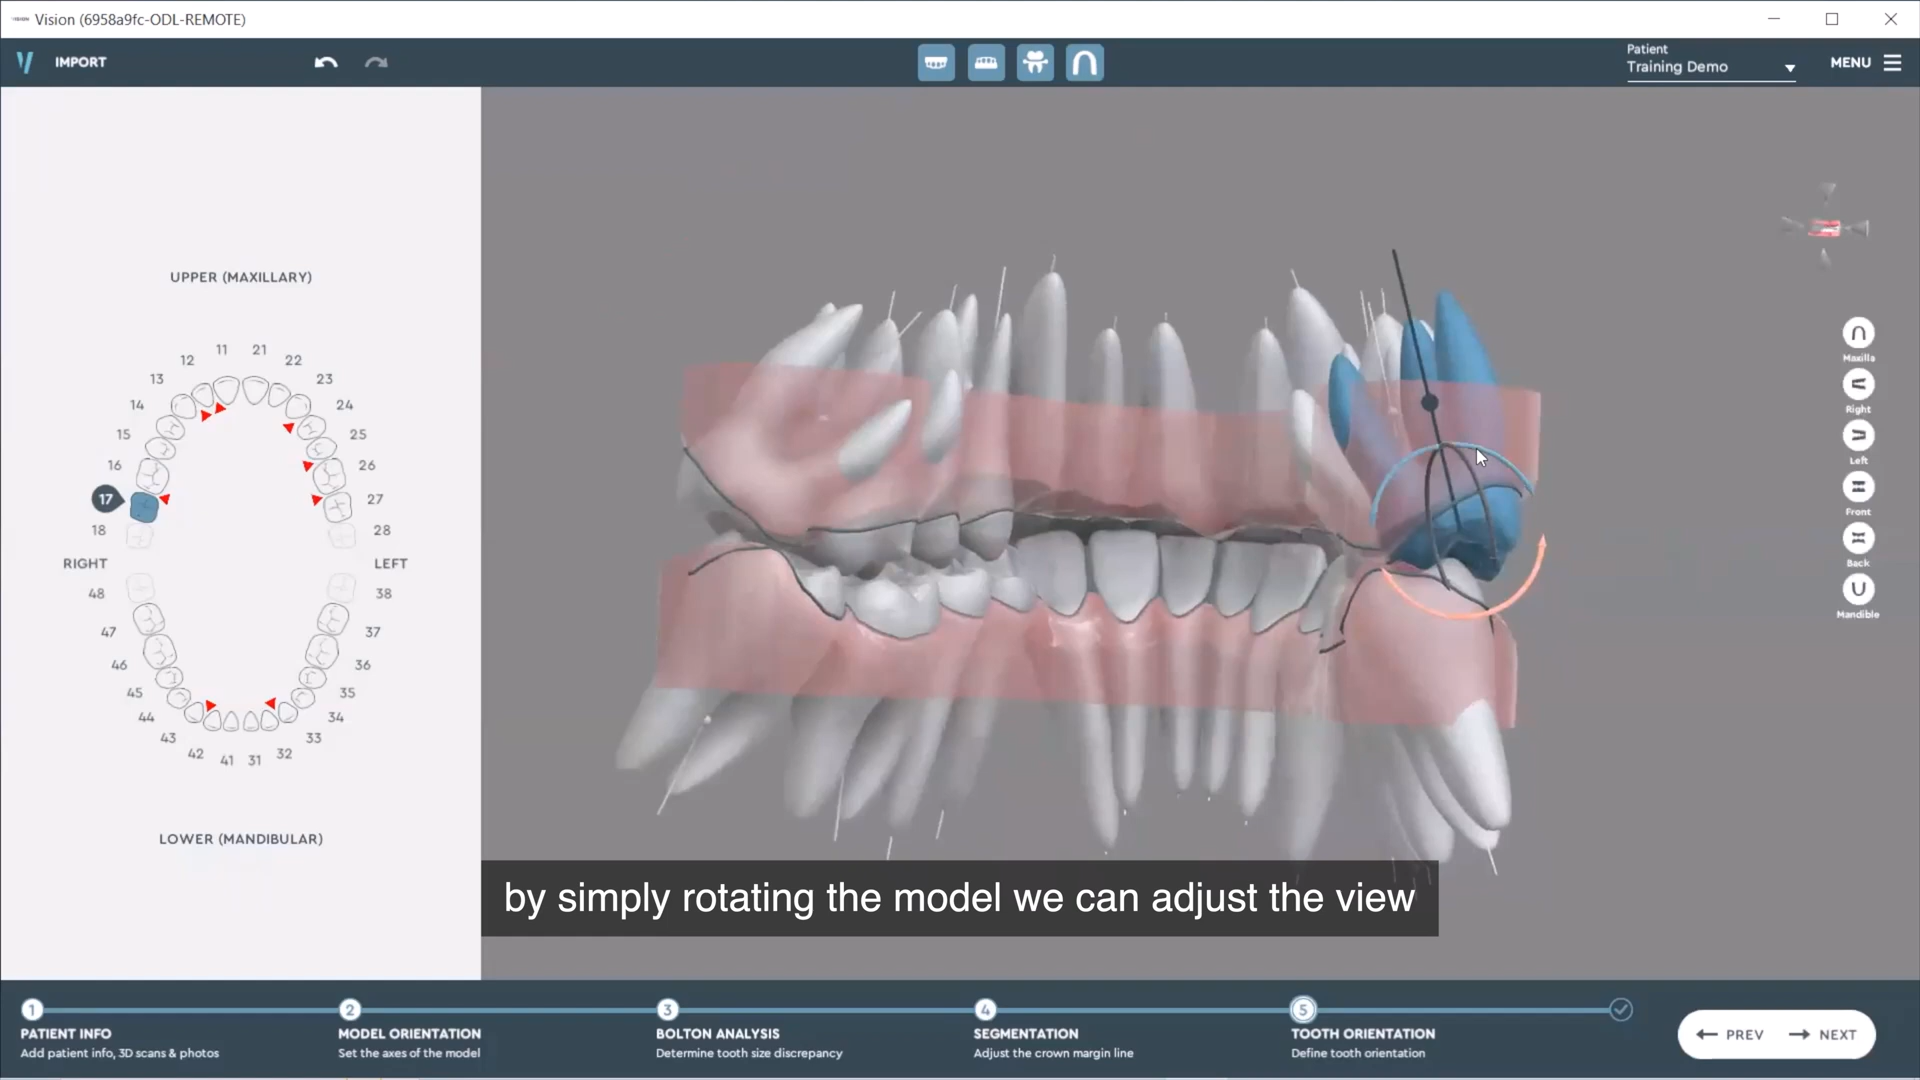 Vision (6958a9fc-ODL-REMOTE)
IMPORT
Patient
Training Demo
MENU
UPPER (MAXILLARY)
11 21
12 22
13 23
14 24
15 25
16 26
17 27
18 28
RIGHT LEFT
48 38
47 37
46 36
45 35
44 34
43 33
42 41 31 32
LOWER (MANDIBULAR)
Maxilla
Right
Left
Front
Back
Mandible
by simply rotating the model we can adjust the view
1
PATIENT INFO
Add patient info, 3D scans & photos
2
MODEL ORIENTATION
Set the axes of the model
3
BOLTON ANALYSIS
Determine tooth size discrepancy
4
SEGMENTATION
Adjust the crown margin line
5
TOOTH ORIENTATION
Define tooth orientation
PREV
NEXT